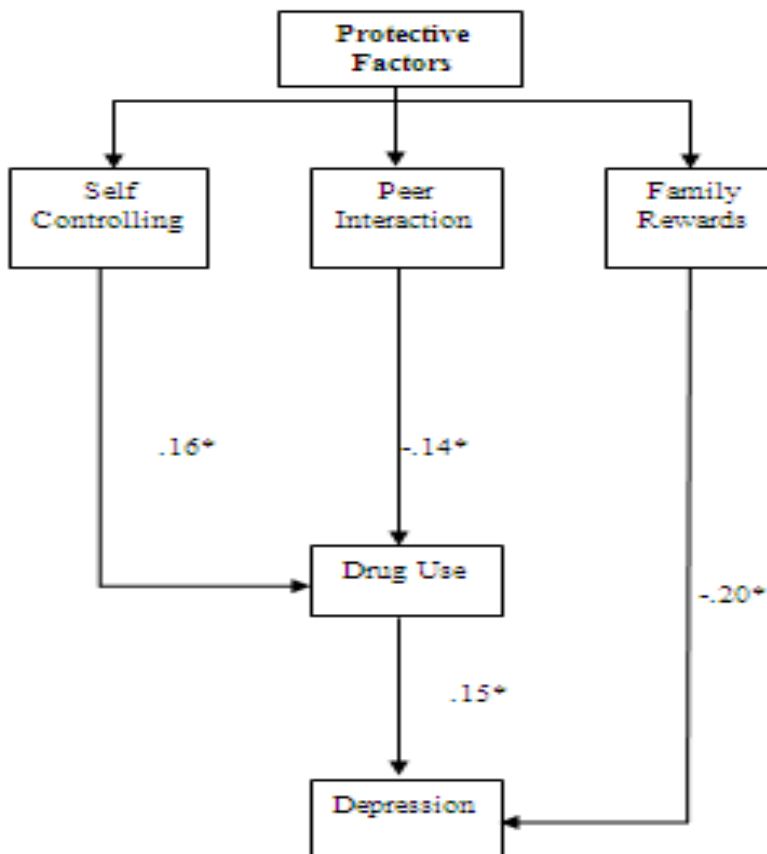 Protective
Factors
Self
Controlling
Peer
Interaction
Family
Rewards
.16*
-.14*
Drug Use
-.20*
.15*
Depression